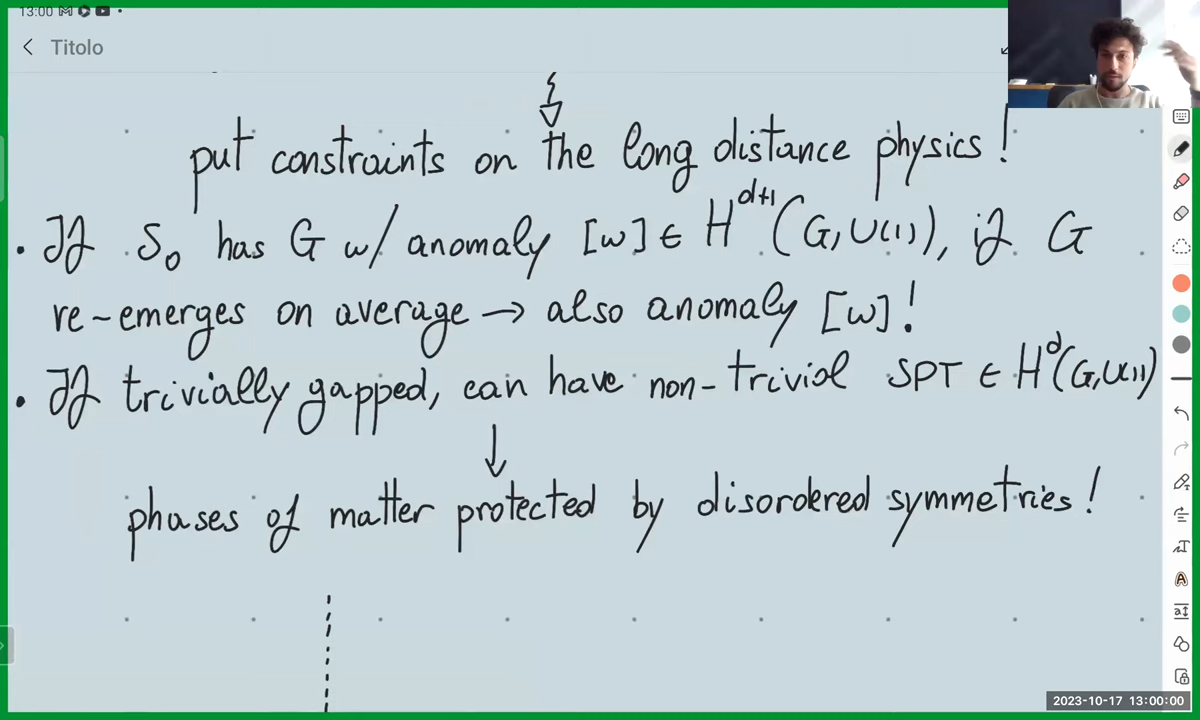 13:00
Titolo
put constraints on the long distance physics!
• If S₀ has G w/ anomaly [w] ∈ H^{d+1}(G,U(1)), if G
re-emerges on average → also anomaly [w]!
• If trivially gapped, can have non-trivial SPT ∈ H^d(G,U(1))
↓
phases of matter protected by disordered symmetries!
2023-10-17 13:00:00